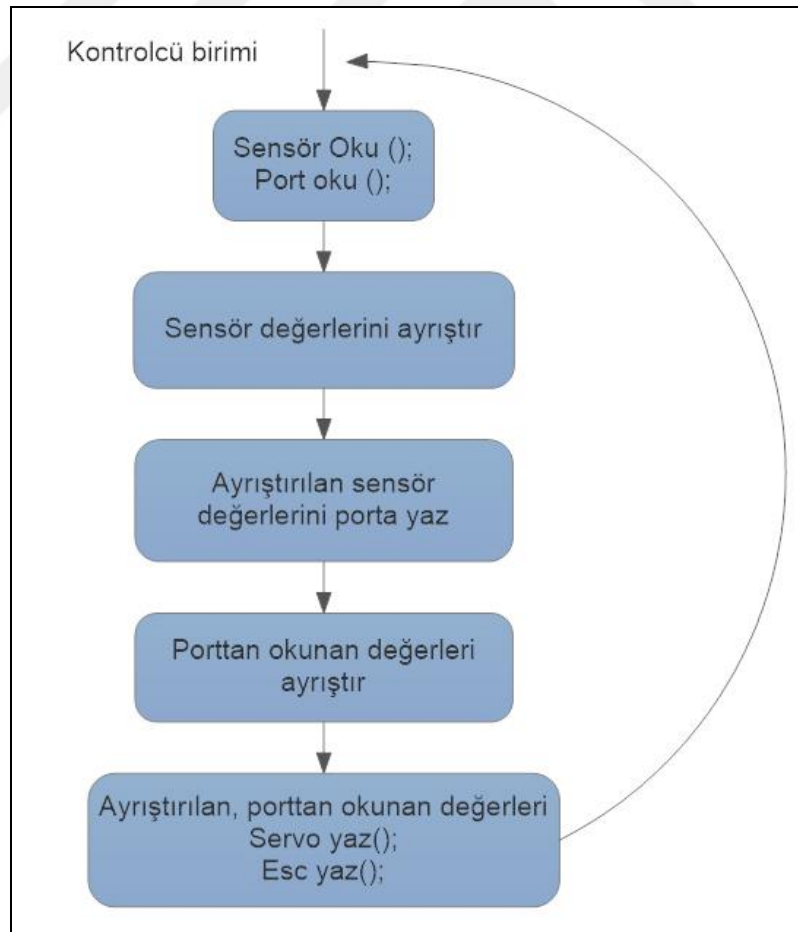 Kontrolcü birimi
Sensör Oku ();
Port oku ();
Sensör değerlerini ayrıştır
Ayrıştırılan sensör
değerlerini porta yaz
Porttan okunan değerleri
ayrıştır
Ayrıştırılan, porttan okunan değerleri
Servo yaz();
Esc yaz();